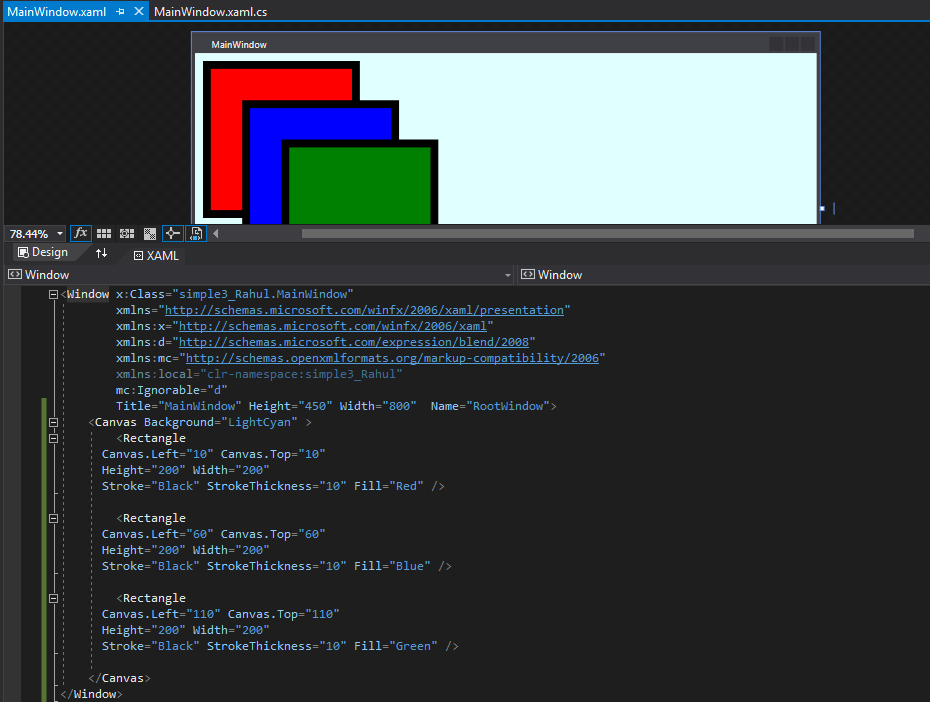 MainWindow.xaml MainWindow.xaml.cs
MainWindow
78.44% fx
Design XAML
Window Window
<Window x:Class="simple3_Rahul.MainWindow"
xmlns="http://schemas.microsoft.com/winfx/2006/xaml/presentation"
xmlns:x="http://schemas.microsoft.com/winfx/2006/xaml"
xmlns:d="http://schemas.microsoft.com/expression/blend/2008"
xmlns:mc="http://schemas.openxmlformats.org/markup-compatibility/2006"
xmlns:local="clr-namespace:simple3_Rahul"
mc:Ignorable="d"
Title="MainWindow" Height="450" Width="800"  Name="RootWindow">
<Canvas Background="LightCyan" >
<Rectangle
Canvas.Left="10" Canvas.Top="10"
Height="200" Width="200"
Stroke="Black" StrokeThickness="10" Fill="Red" />
<Rectangle
Canvas.Left="60" Canvas.Top="60"
Height="200" Width="200"
Stroke="Black" StrokeThickness="10" Fill="Blue" />
<Rectangle
Canvas.Left="110" Canvas.Top="110"
Height="200" Width="200"
Stroke="Black" StrokeThickness="10" Fill="Green" />
</Canvas>
</Window>